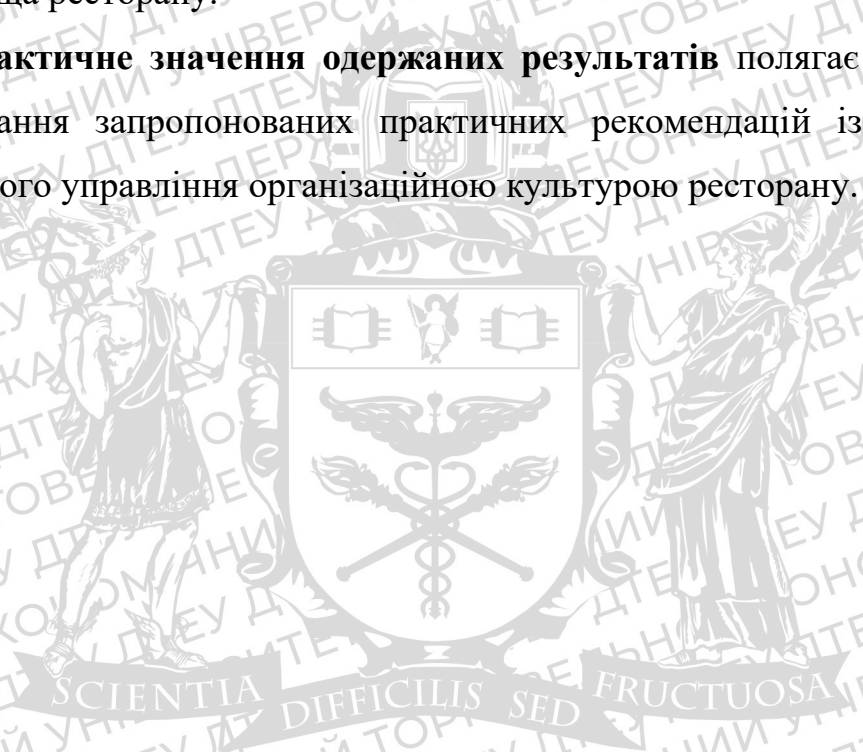 ща ресторану.
актичне значення одержаних результатів полягає
ання запропонованих практичних рекомендацій із
ого управління організаційною культурою ресторану.
SCIENTIA DIFFICILIS SED FRUCTUOSA